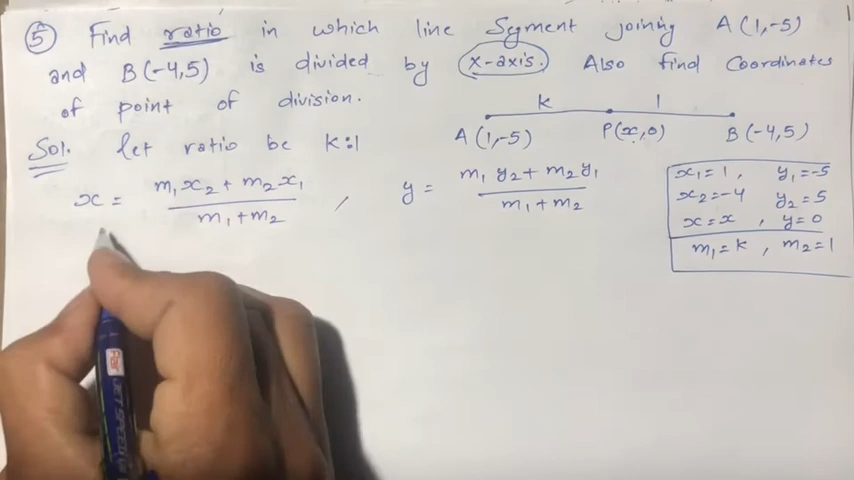 ⑤ Find ratio in which line Segment joining A(1,-5)
and B(-4,5) is divided by x-axis. Also find Coordinates
of point of division.
k 1
A(1,-5) P(x,0) B(-4,5)
Sol. let ratio be k:1
x = m₁x₂ + m₂x₁ / m₁ + m₂ , y = m₁y₂ + m₂y₁ / m₁ + m₂
x₁=1, y₁=-5
x₂=-4 y₂=5
x=x , y=0
m₁=k , m₂=1
JET SPEED